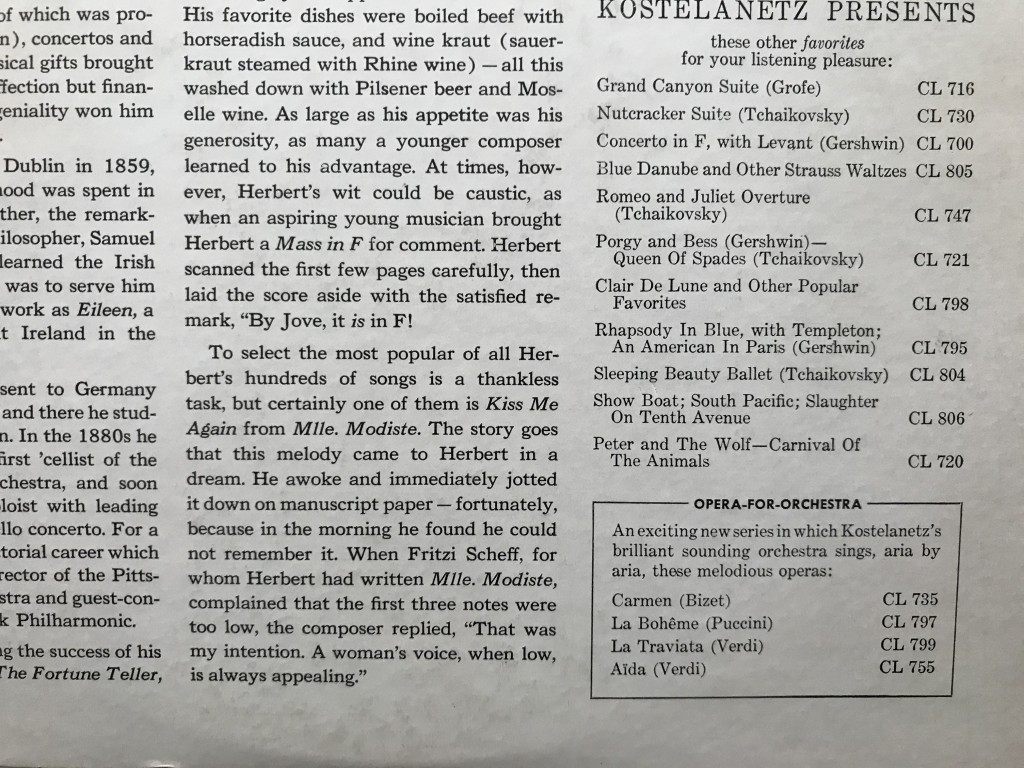 of which was pro-
n), concertos and
sical gifts brought
ffection but finan-
geniality won him
Dublin in 1859,
ood was spent in
ther, the remark-
ilosopher, Samuel
learned the Irish
was to serve him
work as Eileen, a
t Ireland in the
sent to Germany
and there he stud-
n. In the 1880s he
first 'cellist of the
chestra, and soon
loist with leading
llo concerto. For a
torial career which
rector of the Pitts-
stra and guest-con-
k Philharmonic.
ng the success of his
The Fortune Teller,
His favorite dishes were boiled beef with
horseradish sauce, and wine kraut (sauer-
kraut steamed with Rhine wine) — all this
washed down with Pilsener beer and Mos-
elle wine. As large as his appetite was his
generosity, as many a younger composer
learned to his advantage. At times, how-
ever, Herbert's wit could be caustic, as
when an aspiring young musician brought
Herbert a Mass in F for comment. Herbert
scanned the first few pages carefully, then
laid the score aside with the satisfied re-
mark, "By Jove, it is in F!
To select the most popular of all Her-
bert's hundreds of songs is a thankless
task, but certainly one of them is Kiss Me
Again from Mlle. Modiste. The story goes
that this melody came to Herbert in a
dream. He awoke and immediately jotted
it down on manuscript paper — fortunately,
because in the morning he found he could
not remember it. When Fritzi Scheff, for
whom Herbert had written Mlle. Modiste,
complained that the first three notes were
too low, the composer replied, "That was
my intention. A woman's voice, when low,
is always appealing."
KOSTELANETZ PRESENTS
these other favorites
for your listening pleasure:
Grand Canyon Suite (Grofe) CL 716
Nutcracker Suite (Tchaikovsky) CL 730
Concerto in F, with Levant (Gershwin) CL 700
Blue Danube and Other Strauss Waltzes CL 805
Romeo and Juliet Overture
(Tchaikovsky) CL 747
Porgy and Bess (Gershwin)—
Queen Of Spades (Tchaikovsky) CL 721
Clair De Lune and Other Popular
Favorites CL 798
Rhapsody In Blue, with Templeton;
An American In Paris (Gershwin) CL 795
Sleeping Beauty Ballet (Tchaikovsky) CL 804
Show Boat; South Pacific; Slaughter
On Tenth Avenue CL 806
Peter and The Wolf—Carnival Of
The Animals CL 720
OPERA-FOR-ORCHESTRA
An exciting new series in which Kostelanetz's
brilliant sounding orchestra sings, aria by
aria, these melodious operas:
Carmen (Bizet) CL 735
La Bohême (Puccini) CL 797
La Traviata (Verdi) CL 799
Aïda (Verdi) CL 755